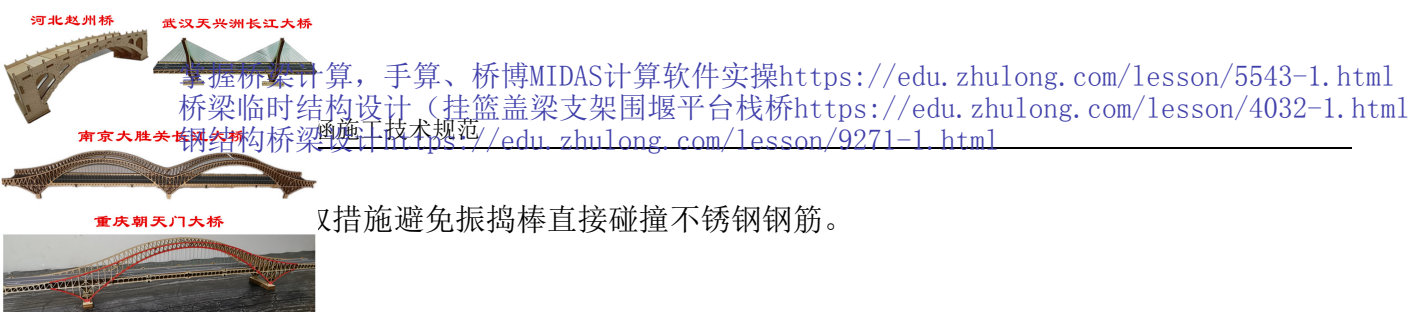 河北赵州桥
武汉天兴洲长江大桥
掌握桥梁计算，手算、桥博MIDAS计算软件实操https://edu.zhulong.com/lesson/5543-1.html
桥梁临时结构设计（挂篮盖梁支架围堰平台栈桥https://edu.zhulong.com/lesson/4032-1.html
涵施工技术规范
南京大胜关长江大桥
钢结构桥梁设计https://edu.zhulong.com/lesson/9271-1.html
措施避免振捣棒直接碰撞不锈钢钢筋。
重庆朝天门大桥